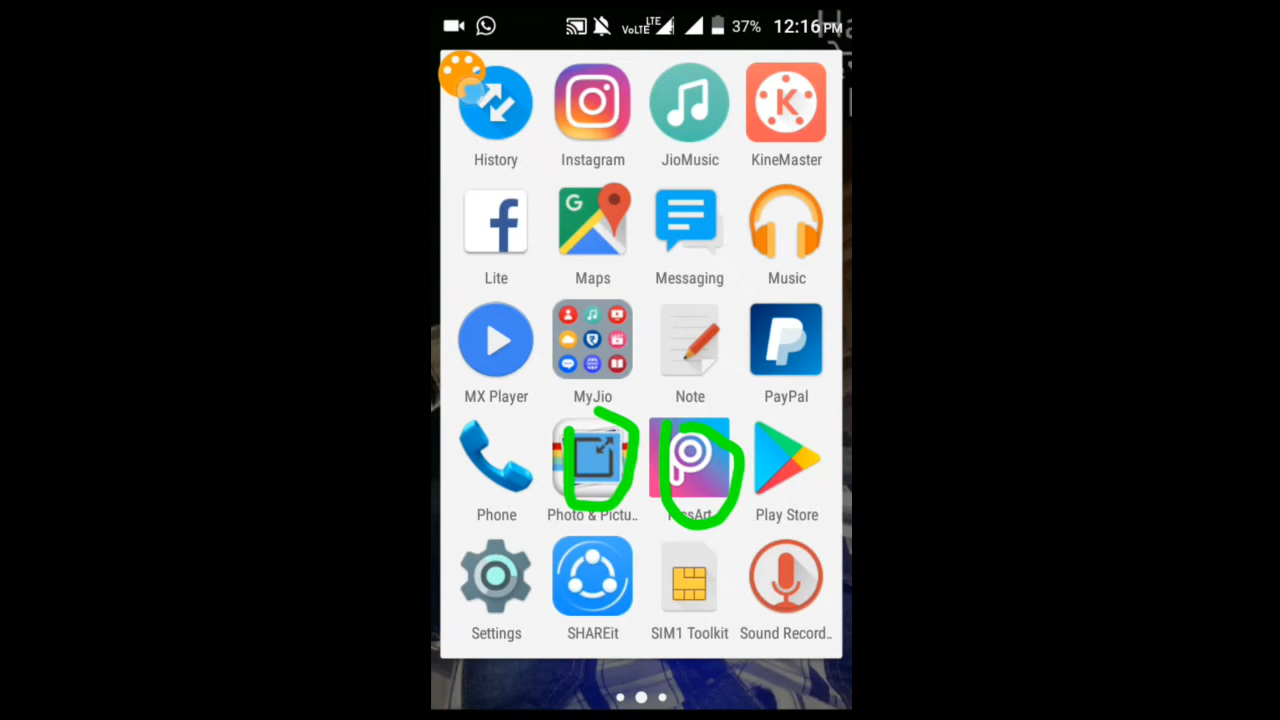 VoLTE LTE 37% 12:16 PM
History Instagram JioMusic KineMaster
Lite Maps Messaging Music
MX Player MyJio Note PayPal
Phone Photo & Pictu.. PicsArt Play Store
Settings SHAREit SIM1 Toolkit Sound Record..